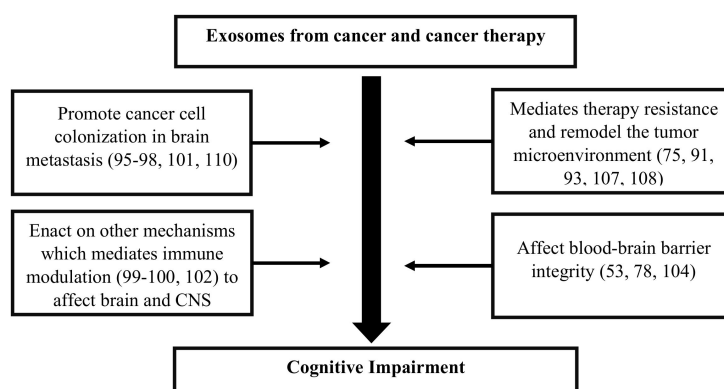 Exosomes from cancer and cancer therapy
Promote cancer cell
colonization in brain
metastasis (95-98, 101, 110)
Mediates therapy resistance
and remodel the tumor
microenvironment (75, 91,
93, 107, 108)
Enact on other mechanisms
which mediates immune
modulation (99-100, 102) to
affect brain and CNS
Affect blood-brain barrier
integrity (53, 78, 104)
Cognitive Impairment